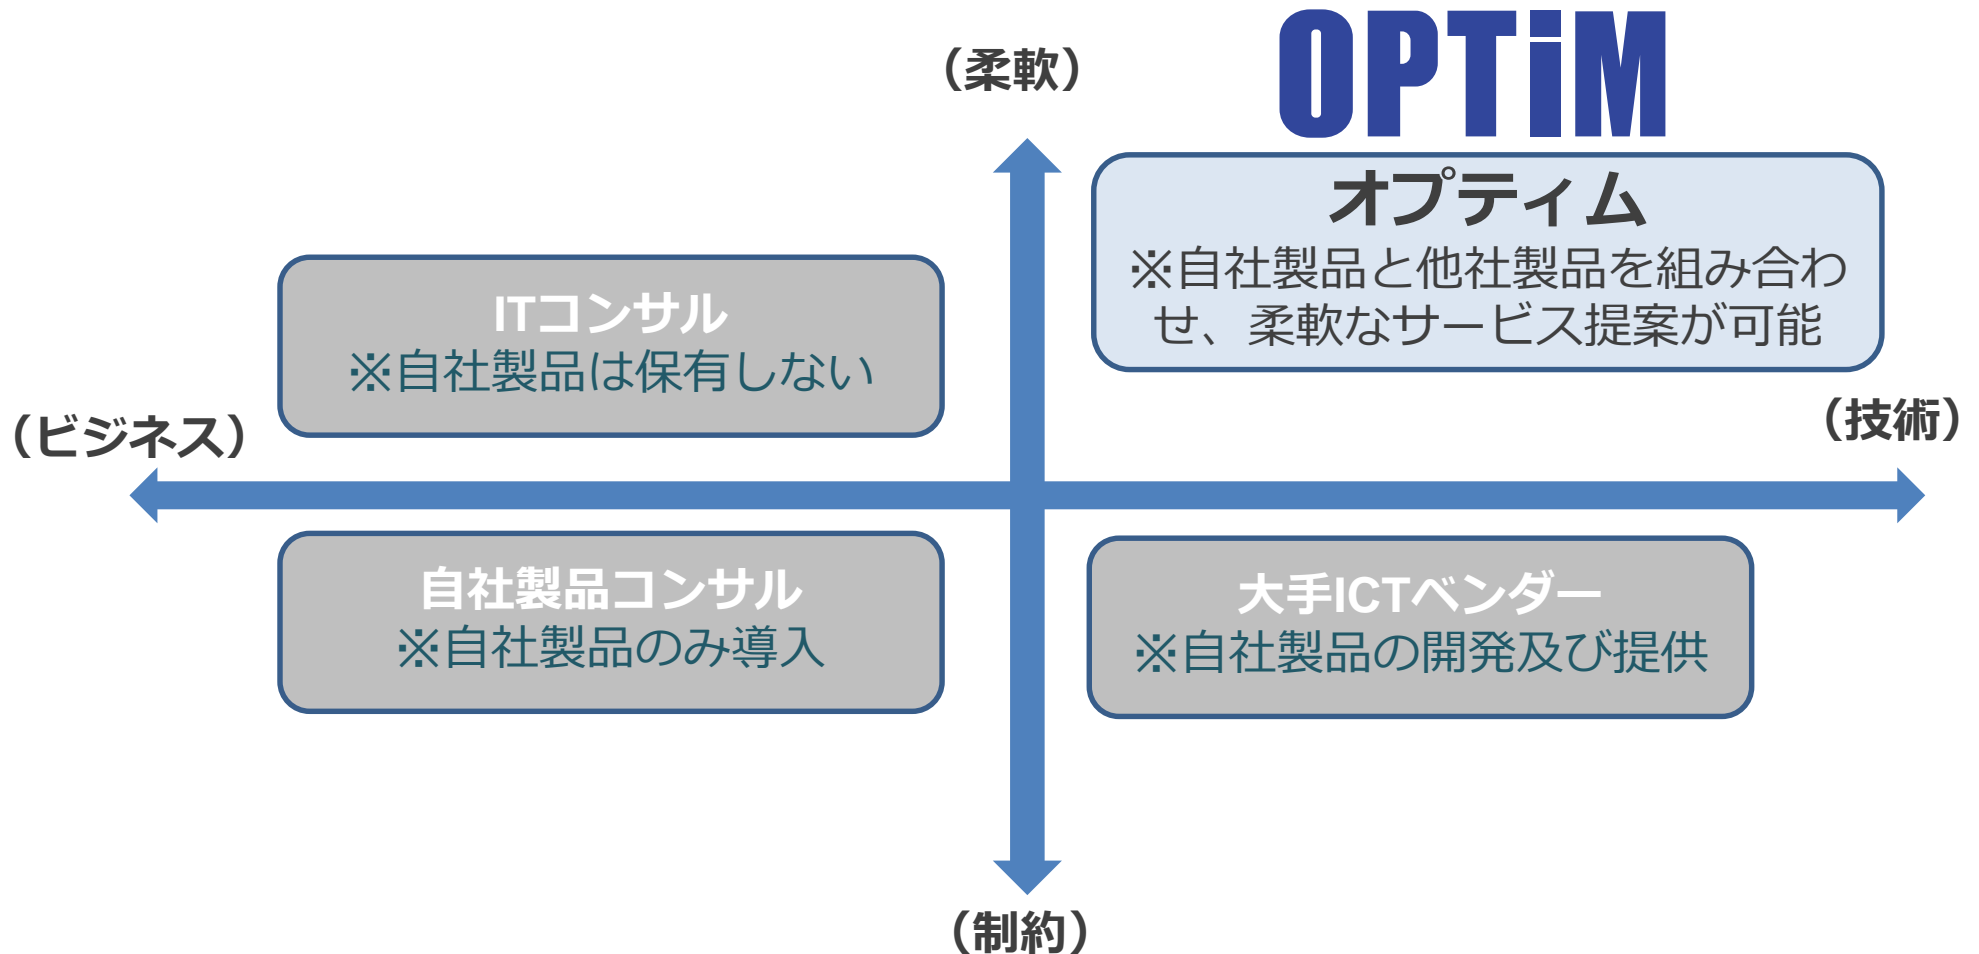 OPTiM
（柔軟）
オプティム
※自社製品と他社製品を組み合わ
せ、柔軟なサービス提案が可能
ITコンサル
※自社製品は保有しない
（ビジネス）
（技術）
自社製品コンサル
※自社製品のみ導入
大手ICTベンダー
※自社製品の開発及び提供
（制約）